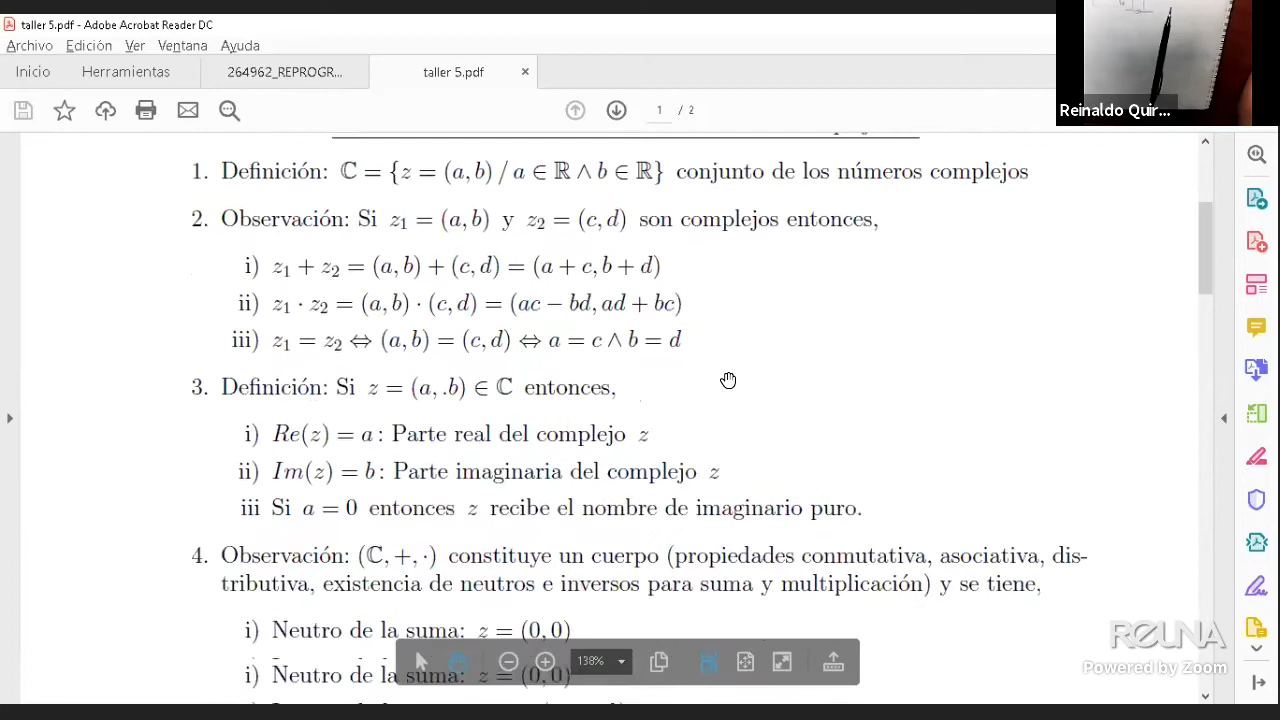 taller 5.pdf - Adobe Acrobat Reader DC
Archivo Edición Ver Ventana Ayuda
Inicio Herramientas 264962_REPROGR... taller 5.pdf ×
1 / 2
Reinaldo Quir...
1. Definición: ℂ = {z = (a, b) / a ∈ ℝ ∧ b ∈ ℝ} conjunto de los números complejos
2. Observación: Si z₁ = (a, b) y z₂ = (c, d) son complejos entonces,
i) z₁ + z₂ = (a, b) + (c, d) = (a + c, b + d)
ii) z₁ · z₂ = (a, b) · (c, d) = (ac − bd, ad + bc)
iii) z₁ = z₂ ⇔ (a, b) = (c, d) ⇔ a = c ∧ b = d
3. Definición: Si z = (a, .b) ∈ ℂ entonces,
i) Re(z) = a : Parte real del complejo z
ii) Im(z) = b : Parte imaginaria del complejo z
iii Si a = 0 entonces z recibe el nombre de imaginario puro.
4. Observación: (ℂ, +, ·) constituye un cuerpo (propiedades conmutativa, asociativa, dis-
tributiva, existencia de neutros e inversos para suma y multiplicación) y se tiene,
i) Neutro de la suma: z = (0, 0)
i) Neutro de la suma: z = (0, 0)
138%
REUNA
Powered by Zoom